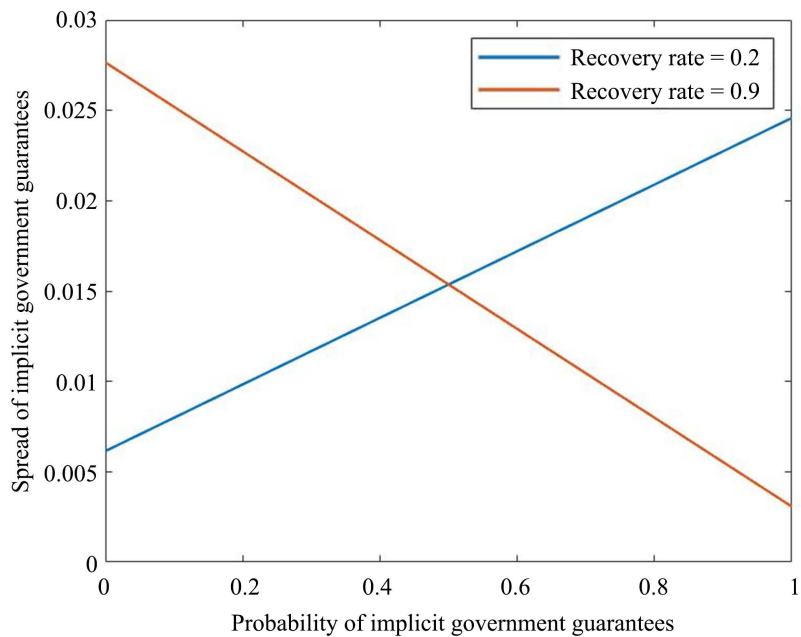 0.03
0.025
0.02
0.015
0.01
0.005
0
Spread of implicit government guarantees
Recovery rate = 0.2
Recovery rate = 0.9
0 0.2 0.4 0.6 0.8 1
Probability of implicit government guarantees